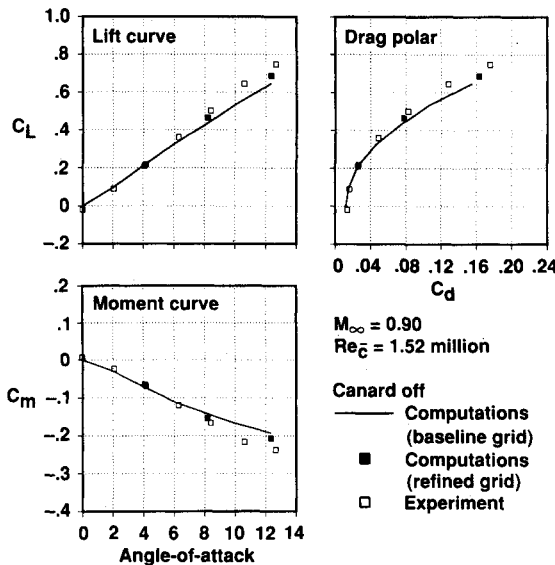 Lift curve
1.0
.8
.6
.4
.2
0
-.2
C_L
Drag polar
0 .04 .08 .12 .16 .20 .24
C_d
Moment curve
.2
.1
0
-.1
-.2
-.3
-.4
C_m
0 2 4 6 8 10 12 14
Angle-of-attack
M_∞ = 0.90
Re_c̄ = 1.52 million
Canard off
Computations
(baseline grid)
Computations
(refined grid)
Experiment